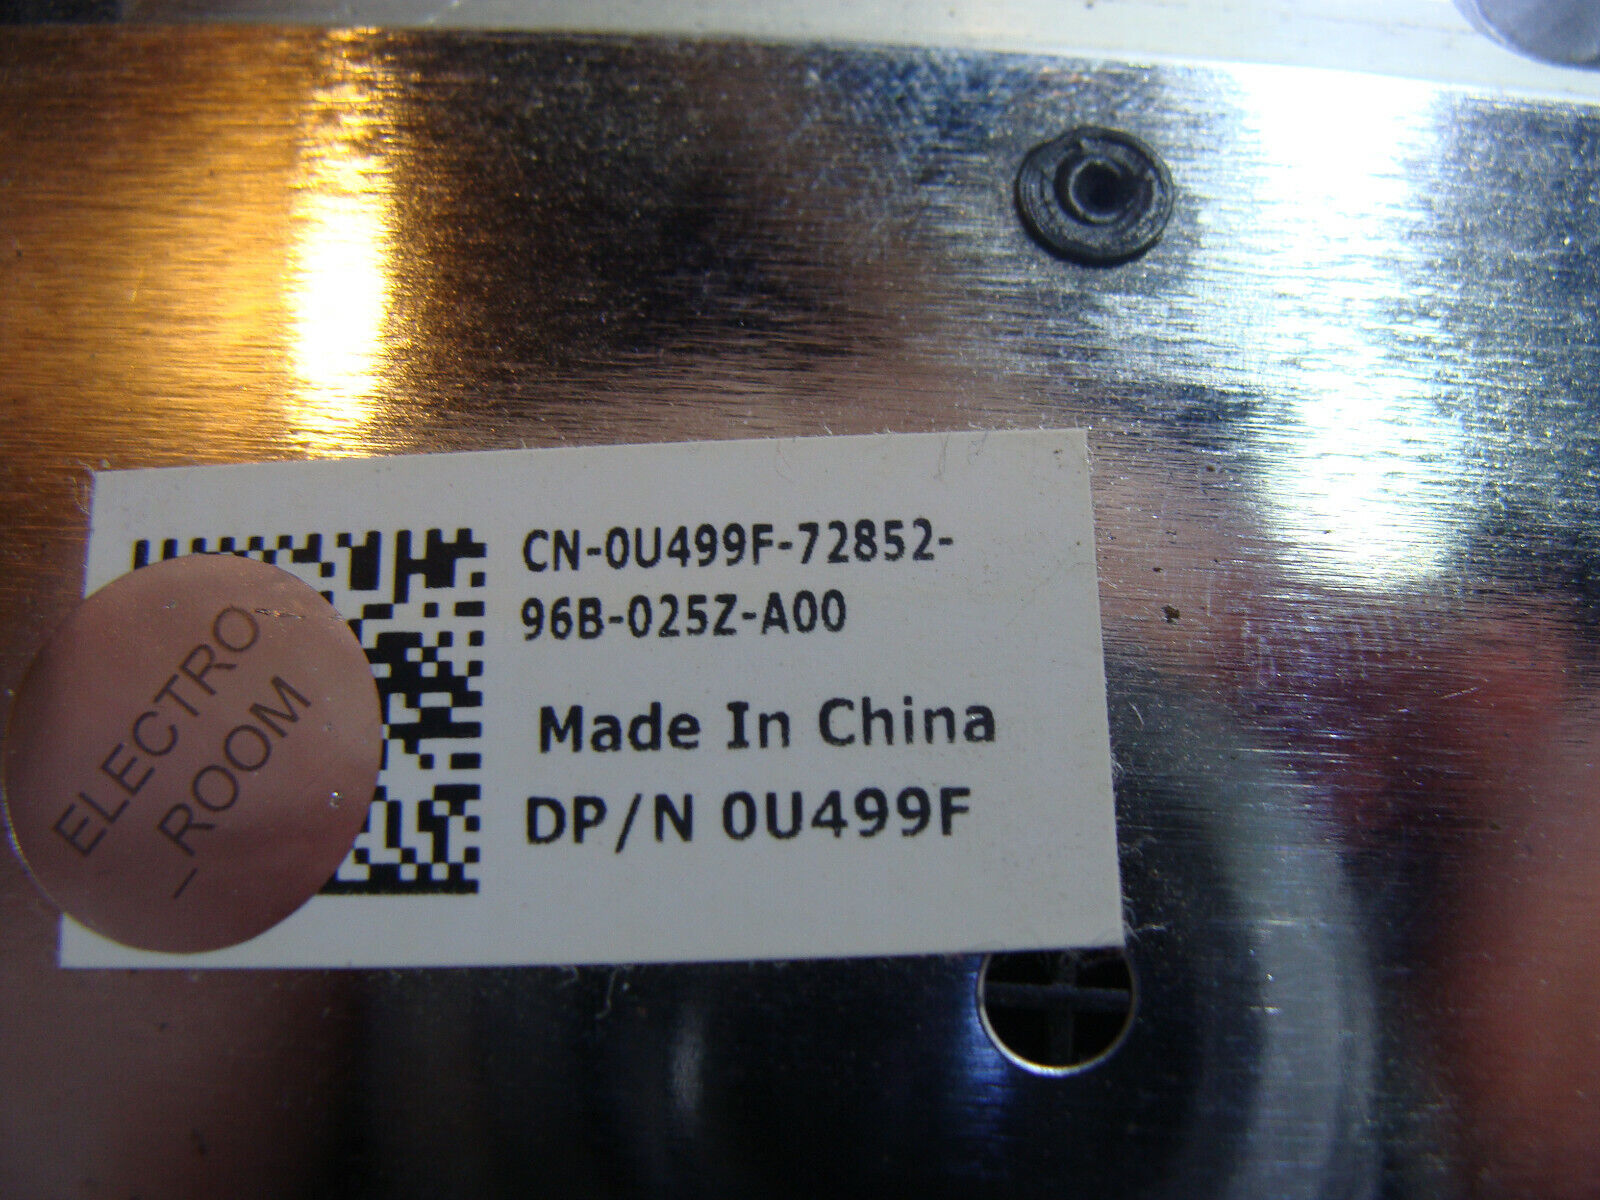 CN-0U499F-72852-
96B-025Z-A00
Made In China
DP/N 0U499F
ELECTRO
_ROOM